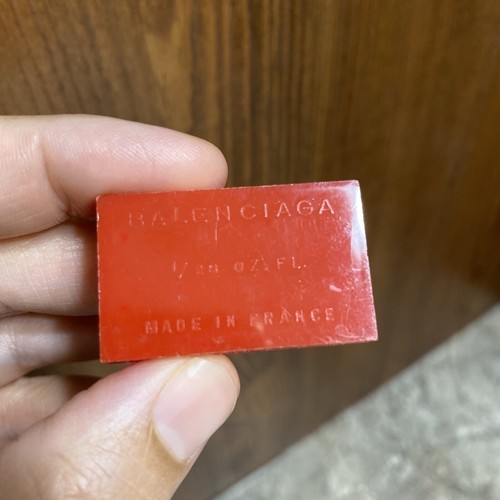 BALENCIAGA
1/28 OZ. FL.
MADE IN FRANCE